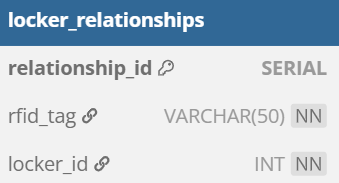 locker_relationships
relationship_id SERIAL
rfid_tag VARCHAR(50) NN
locker_id INT NN